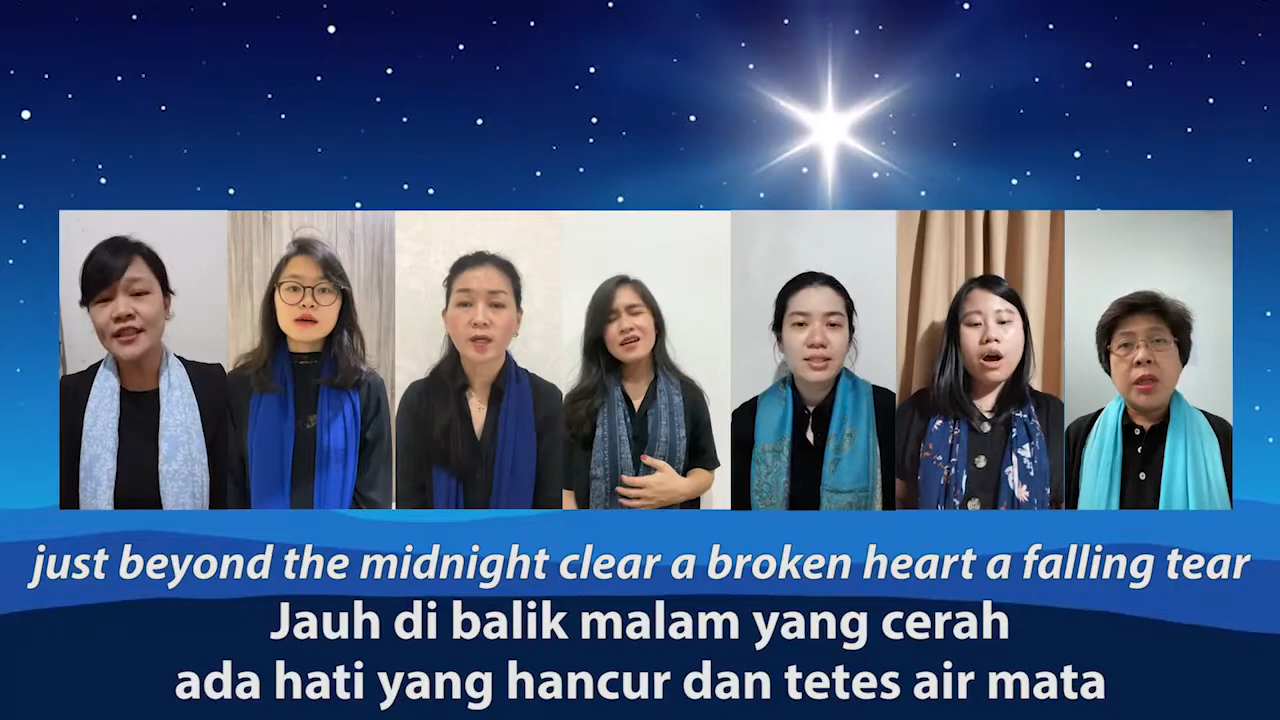 just beyond the midnight clear a broken heart a falling tear
Jauh di balik malam yang cerah
ada hati yang hancur dan tetes air mata